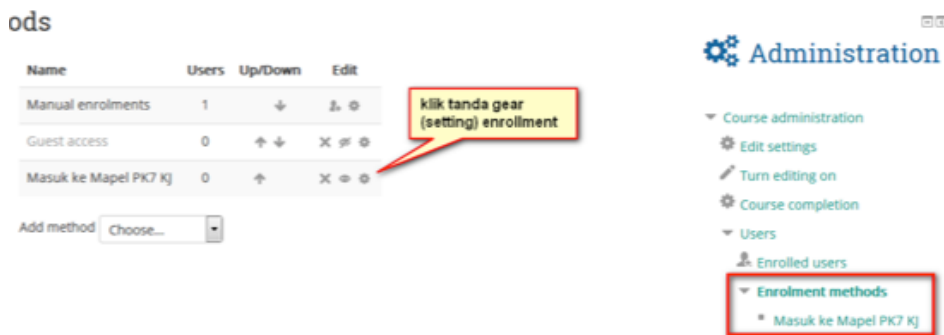 ods
Name Users Up/Down Edit
Manual enrolments 1
Guest access 0
Masuk ke Mapel PK7 KJ 0
Add method Choose...
klik tanda gear
(setting) enrollment
Administration
Course administration
Edit settings
Turn editing on
Course completion
Users
Enrolled users
Enrolment methods
Masuk ke Mapel PK7 KJ